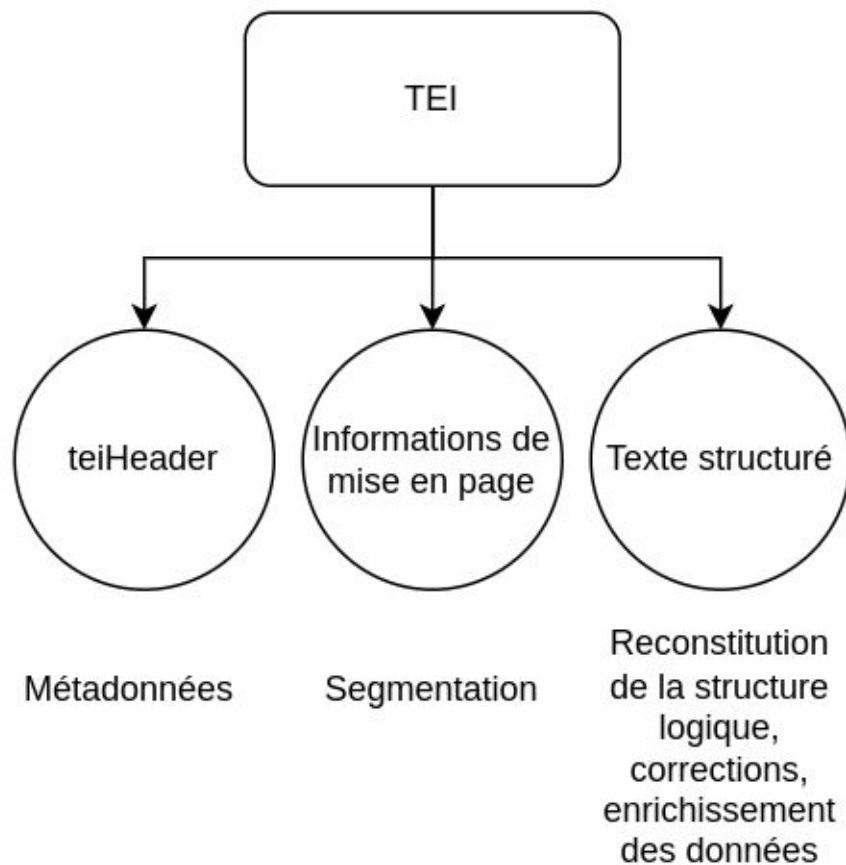 TEI
teiHeader
Informations de
mise en page
Texte structuré
Métadonnées
Segmentation
Reconstitution
de la structure
logique,
corrections,
enrichissement
des données